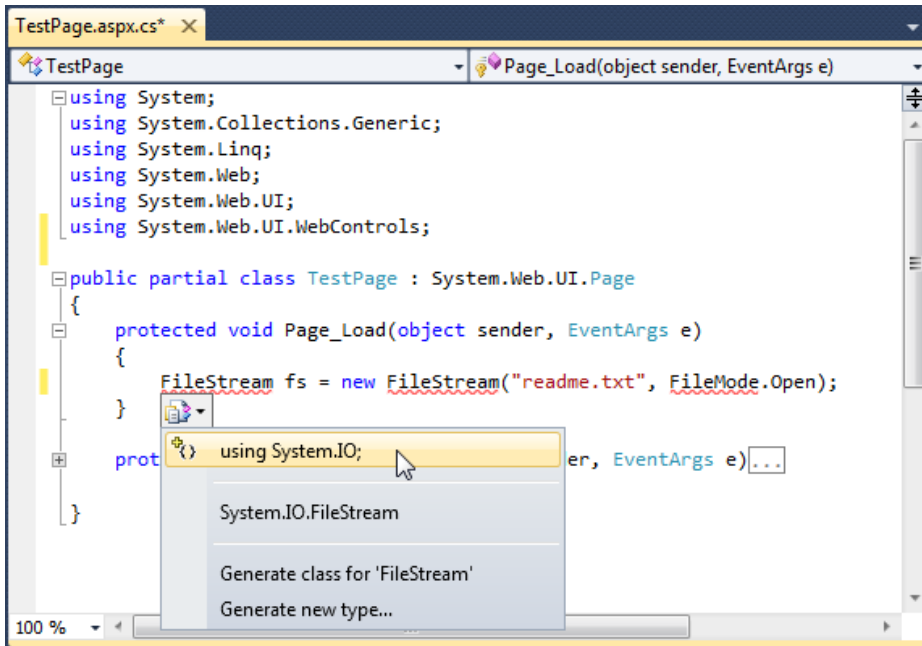 TestPage.aspx.cs*
TestPage Page_Load(object sender, EventArgs e)
using System;
using System.Collections.Generic;
using System.Linq;
using System.Web;
using System.Web.UI;
using System.Web.UI.WebControls;
public partial class TestPage : System.Web.UI.Page
{
protected void Page_Load(object sender, EventArgs e)
{
FileStream fs = new FileStream("readme.txt", FileMode.Open);
}
using System.IO;
prot er, EventArgs e)...
System.IO.FileStream
}
Generate class for 'FileStream'
Generate new type...
100 %